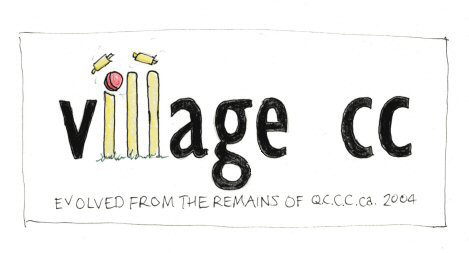 village cc
EVOLVED FROM THE REMAINS OF Q.C.C.C.ca. 2004